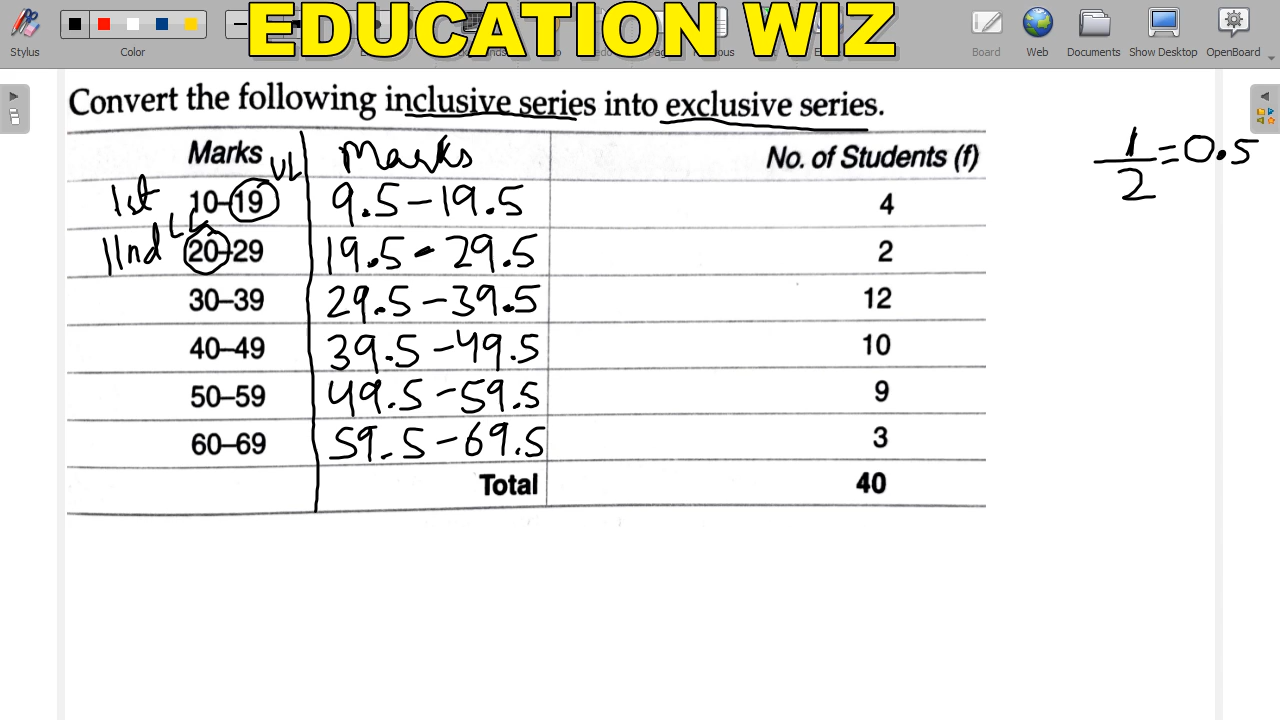 EDUCATION WIZ
Stylus Color Board Web Documents Show Desktop OpenBoard
Convert the following inclusive series into exclusive series.
Marks UL Marks No. of Students (f)
1st 10–19 9.5–19.5 4
IInd LL 20–29 19.5-29.5 2
30–39 29.5–39.5 12
40–49 39.5–49.5 10
50–59 49.5–59.5 9
60–69 59.5–69.5 3
Total 40
1/2=0.5